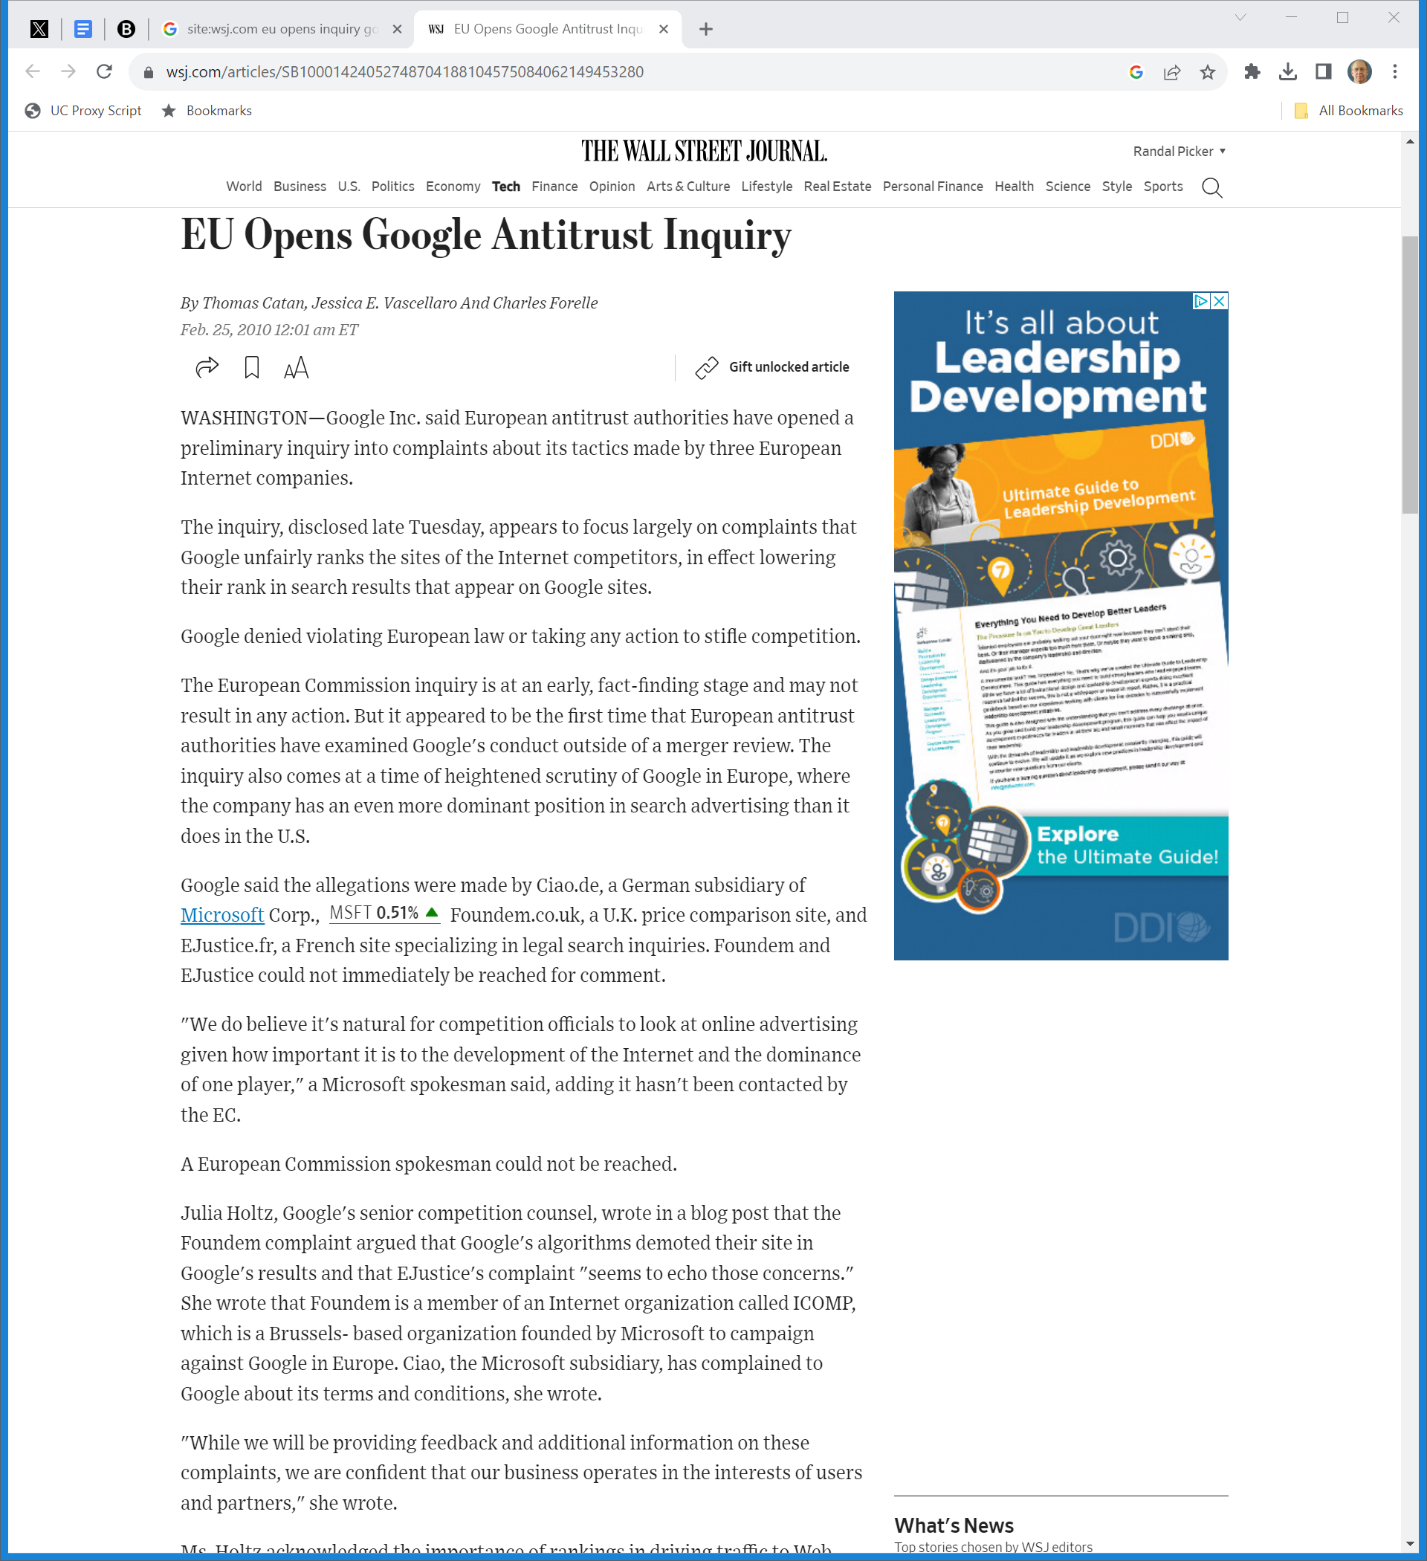 site:wsj.com eu opens inquiry go
WSJ EU Opens Google Antitrust Inqu
wsj.com/articles/SB10001424052748704188104575084062149453280
UC Proxy Script Bookmarks All Bookmarks
THE WALL STREET JOURNAL.
Randal Picker
World Business U.S. Politics Economy Tech Finance Opinion Arts & Culture Lifestyle Real Estate Personal Finance Health Science Style Sports
EU Opens Google Antitrust Inquiry
By Thomas Catan, Jessica E. Vascellaro And Charles Forelle
Feb. 25, 2010 12:01 am ET
AA Gift unlocked article
WASHINGTON—Google Inc. said European antitrust authorities have opened a
preliminary inquiry into complaints about its tactics made by three European
Internet companies.
The inquiry, disclosed late Tuesday, appears to focus largely on complaints that
Google unfairly ranks the sites of the Internet competitors, in effect lowering
their rank in search results that appear on Google sites.
Google denied violating European law or taking any action to stifle competition.
The European Commission inquiry is at an early, fact-finding stage and may not
result in any action. But it appeared to be the first time that European antitrust
authorities have examined Google's conduct outside of a merger review. The
inquiry also comes at a time of heightened scrutiny of Google in Europe, where
the company has an even more dominant position in search advertising than it
does in the U.S.
Google said the allegations were made by Ciao.de, a German subsidiary of
Microsoft Corp., MSFT 0.51% ▲ Foundem.co.uk, a U.K. price comparison site, and
EJustice.fr, a French site specializing in legal search inquiries. Foundem and
EJustice could not immediately be reached for comment.
"We do believe it's natural for competition officials to look at online advertising
given how important it is to the development of the Internet and the dominance
of one player," a Microsoft spokesman said, adding it hasn't been contacted by
the EC.
A European Commission spokesman could not be reached.
Julia Holtz, Google's senior competition counsel, wrote in a blog post that the
Foundem complaint argued that Google's algorithms demoted their site in
Google's results and that EJustice's complaint "seems to echo those concerns."
She wrote that Foundem is a member of an Internet organization called ICOMP,
which is a Brussels- based organization founded by Microsoft to campaign
against Google in Europe. Ciao, the Microsoft subsidiary, has complained to
Google about its terms and conditions, she wrote.
"While we will be providing feedback and additional information on these
complaints, we are confident that our business operates in the interests of users
and partners," she wrote.
Ms. Holtz acknowledged the importance of rankings in driving traffic to Web
It's all about
Leadership
Development
DDI
Ultimate Guide to
Leadership Development
7
Everything You Need to Develop Better Leaders
Explore
the Ultimate Guide!
DDI
What's News
Top stories chosen by WSJ editors